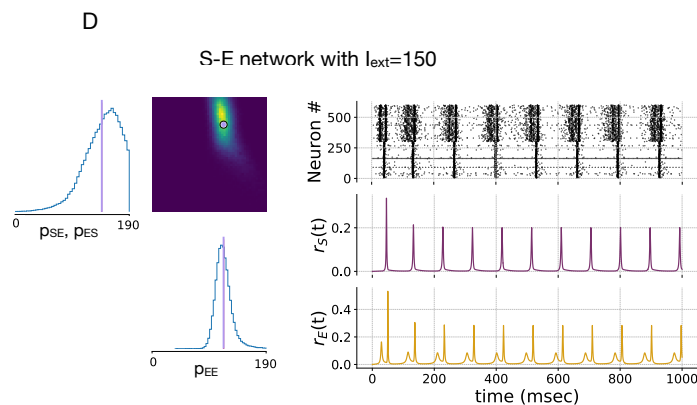 D
S-E network with Iext=150
0
190
pSE, pES
0
190
pEE
Neuron #
500
250
0
rS(t)
0.2
0.0
rE(t)
0.4
0.2
0.0
0
200
400
600
800
1000
time (msec)